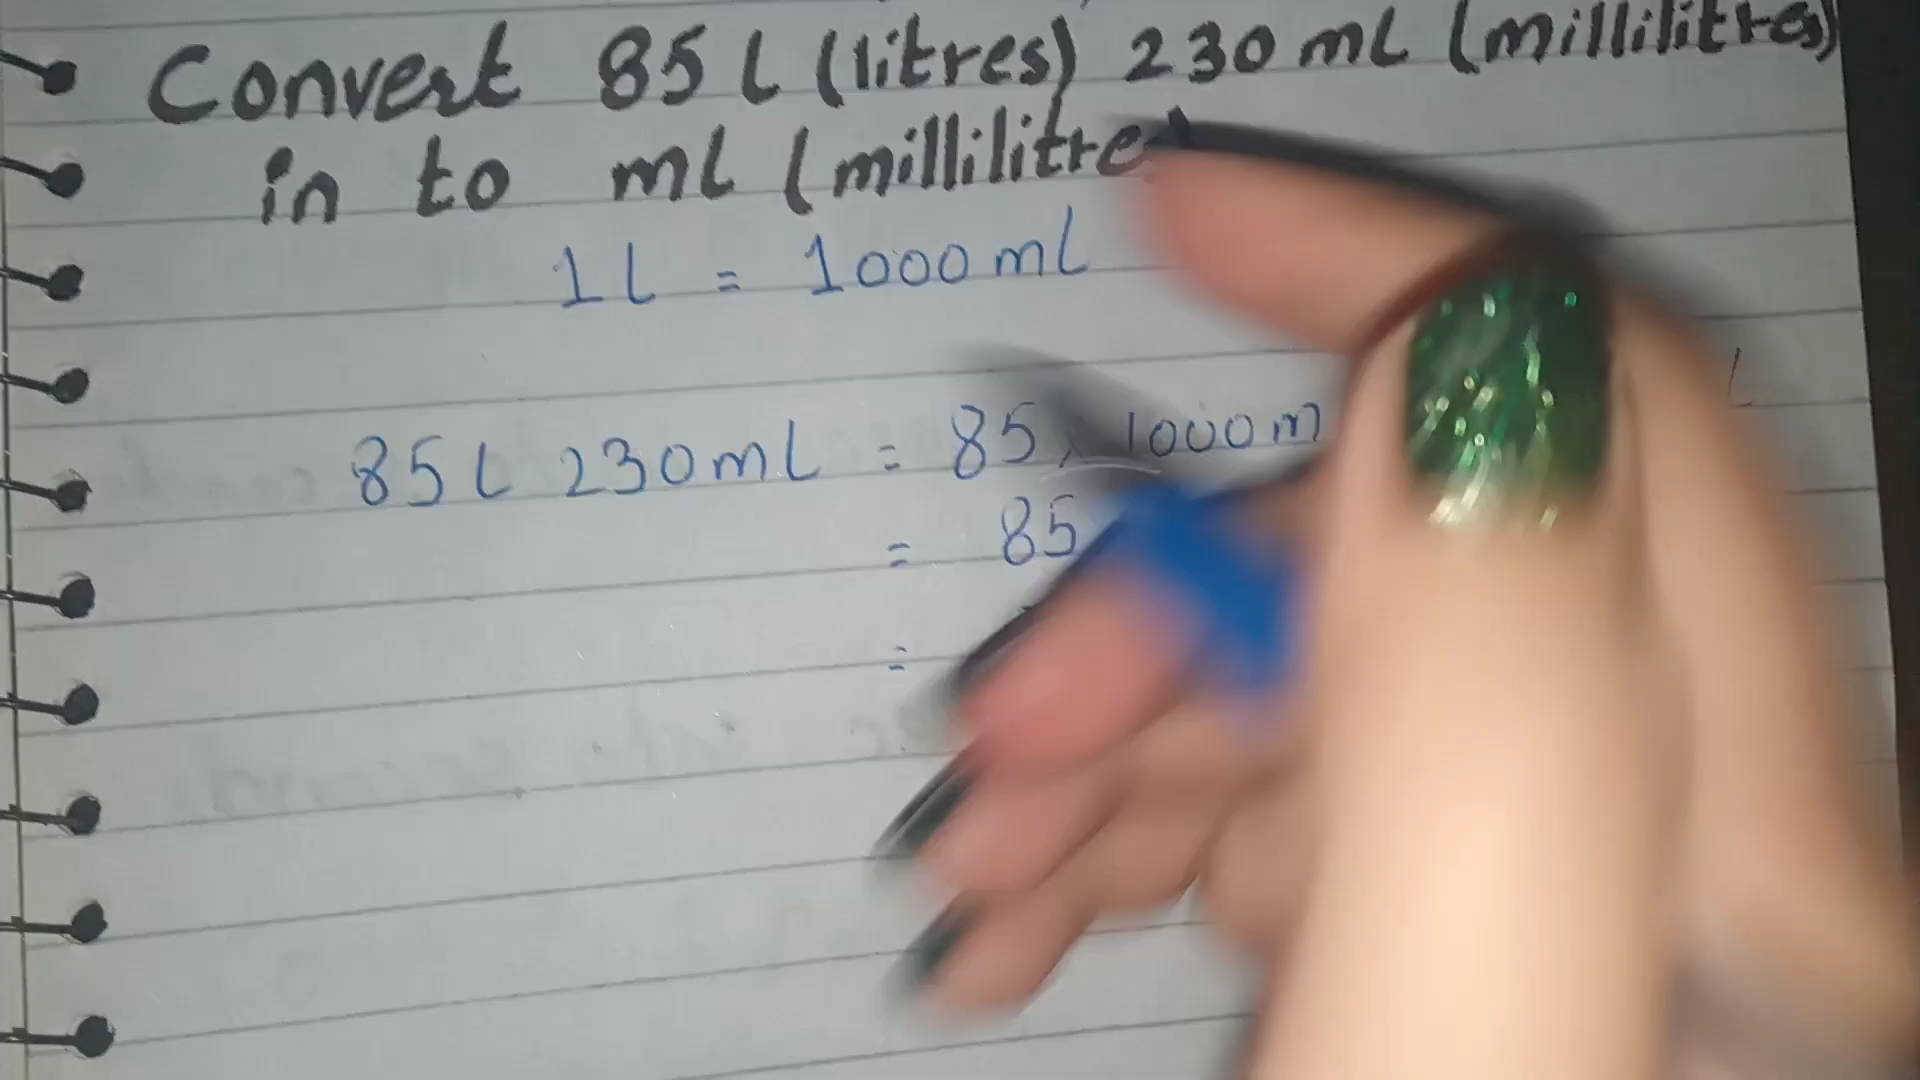 Convert 85 l (litres) 230 ml (millilitres)
in to ml (millilitre
1 l = 1000 ml
85 l 230 ml = 85 1000 m l
= 85
=